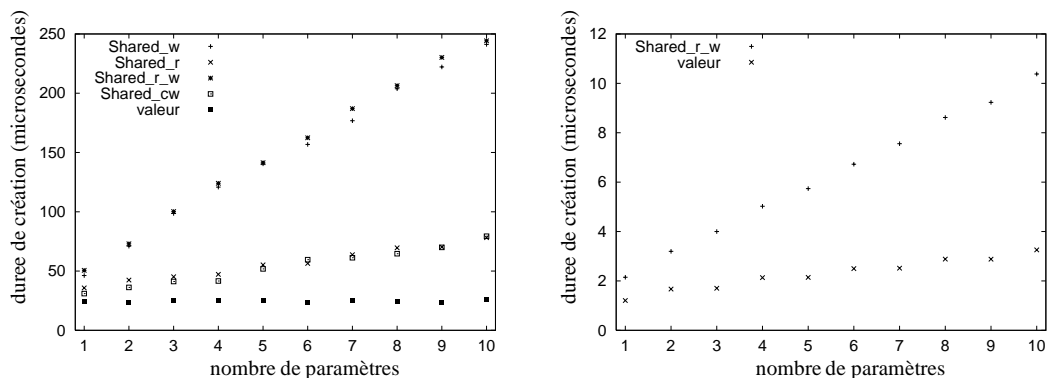 250
200
150
100
50
0
durée de création (microsecondes)
Shared_w
Shared_r
Shared_r_w
Shared_cw
valeur
1 2 3 4 5 6 7 8 9 10
nombre de paramètres
12
10
8
6
4
2
0
duree de création (microsecondes)
Shared_r_w
valeur
1 2 3 4 5 6 7 8 9 10
nombre de paramètres